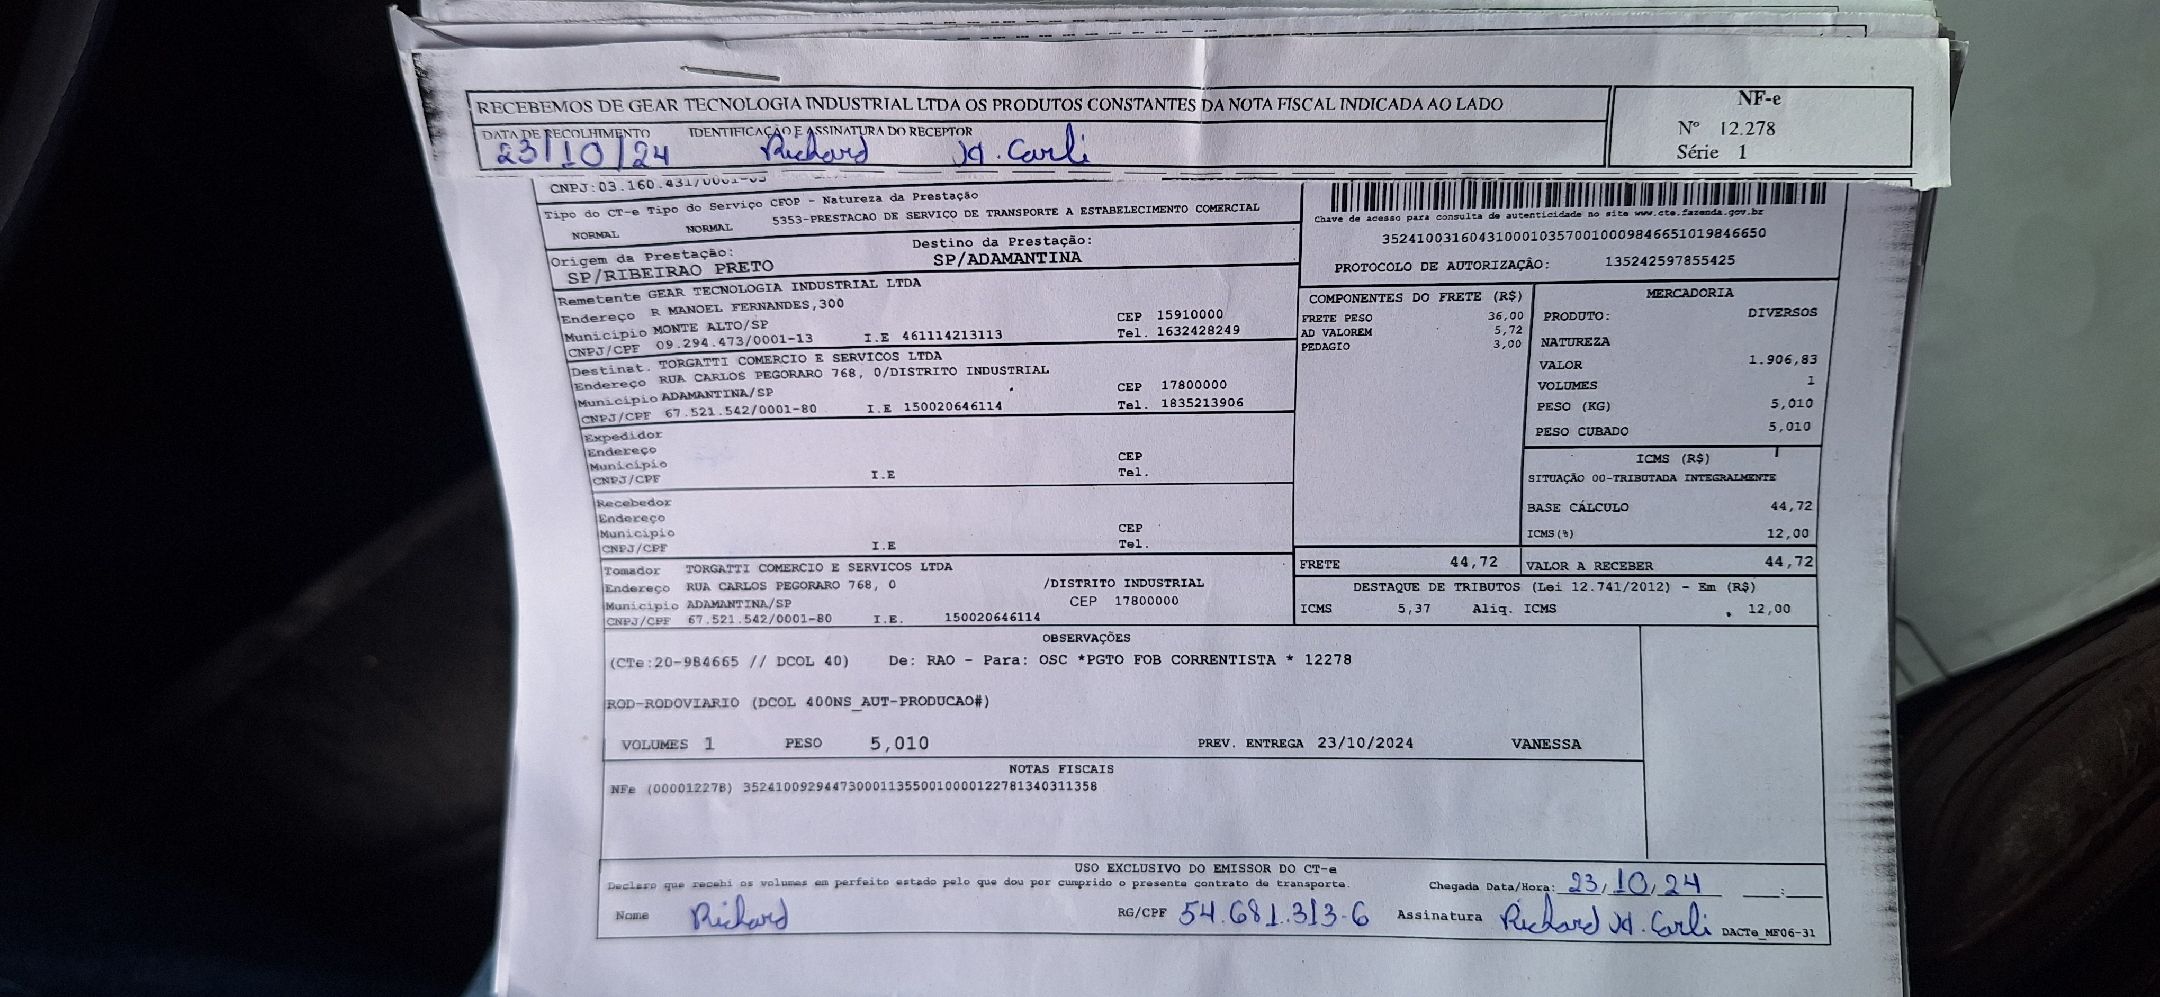 RECEBEMOS DE GEAR TECNOLOGIA INDUSTRIAL LTDA OS PRODUTOS CONSTANTES DA NOTA FISCAL INDICADA AO LADO
NF-e
Nº 12.278
Série 1
DATA DE RECOLHIMENTO IDENTIFICAÇÃO E ASSINATURA DO RECEPTOR
23/10/24 Richard M. Carli
CNPJ:03.160.431/0001-03
Tipo do CT-e Tipo do Serviço CFOP - Natureza da Prestação
NORMAL NORMAL 5353-PRESTACAO DE SERVIÇO DE TRANSPORTE A ESTABELECIMENTO COMERCIAL
Origem da Prestação: Destino da Prestação:
SP/RIBEIRAO PRETO SP/ADAMANTINA
Chave de acesso para consulta de autenticidade no site www.cte.fazenda.gov.br
35241003160431000103570010009846651019846650
PROTOCOLO DE AUTORIZAÇÃO: 135242597855425
Remetente GEAR TECNOLOGIA INDUSTRIAL LTDA
Endereço R MANOEL FERNANDES,300 CEP 15910000
Município MONTE ALTO/SP Tel. 1632428249
CNPJ/CPF 09.294.473/0001-13 I.E 461114213113
Destinat. TORGATTI COMERCIO E SERVICOS LTDA
Endereço RUA CARLOS PEGORARO 768, 0/DISTRITO INDUSTRIAL
Município ADAMANTINA/SP CEP 17800000
CNPJ/CPF 67.521.542/0001-80 I.E 150020646114 Tel. 1835213906
Expedidor
Endereço
Município CEP
CNPJ/CPF I.E Tel.
Recebedor
Endereço
Município CEP
CNPJ/CPF I.E Tel.
Tomador TORGATTI COMERCIO E SERVICOS LTDA
Endereço RUA CARLOS PEGORARO 768, 0 /DISTRITO INDUSTRIAL
Município ADAMANTINA/SP CEP 17800000
CNPJ/CPF 67.521.542/0001-80 I.E. 150020646114
COMPONENTES DO FRETE (R$)
FRETE PESO 36,00
AD VALOREM 5,72
PEDAGIO 3,00
MERCADORIA
PRODUTO: DIVERSOS
NATUREZA
VALOR 1.906,83
VOLUMES 1
PESO (KG) 5,010
PESO CUBADO 5,010
ICMS (R$)
SITUAÇÃO 00-TRIBUTADA INTEGRALMENTE
BASE CÁLCULO 44,72
ICMS(%) 12,00
FRETE 44,72 VALOR A RECEBER 44,72
DESTAQUE DE TRIBUTOS (Lei 12.741/2012) - Em (R$)
ICMS 5,37 Aliq. ICMS 12,00
OBSERVAÇÕES
(CTe:20-984665 // DCOL 40) De: RAO - Para: OSC *PGTO FOB CORRENTISTA * 12278
ROD-RODOVIARIO (DCOL 400NS_AUT-PRODUCAO#)
VOLUMES 1 PESO 5,010 PREV. ENTREGA 23/10/2024 VANESSA
NOTAS FISCAIS
NFe (000012278) 35241009294473000113550010000122781340311358
USO EXCLUSIVO DO EMISSOR DO CT-e
Declaro que recebi os volumes em perfeito estado pelo que dou por cumprido o presente contrato de transporte. Chegada Data/Hora: 23/10/24 __:__
Nome Richard RG/CPF 54.681.313-6 Assinatura Richard M. Carli DACTe_MF06-31